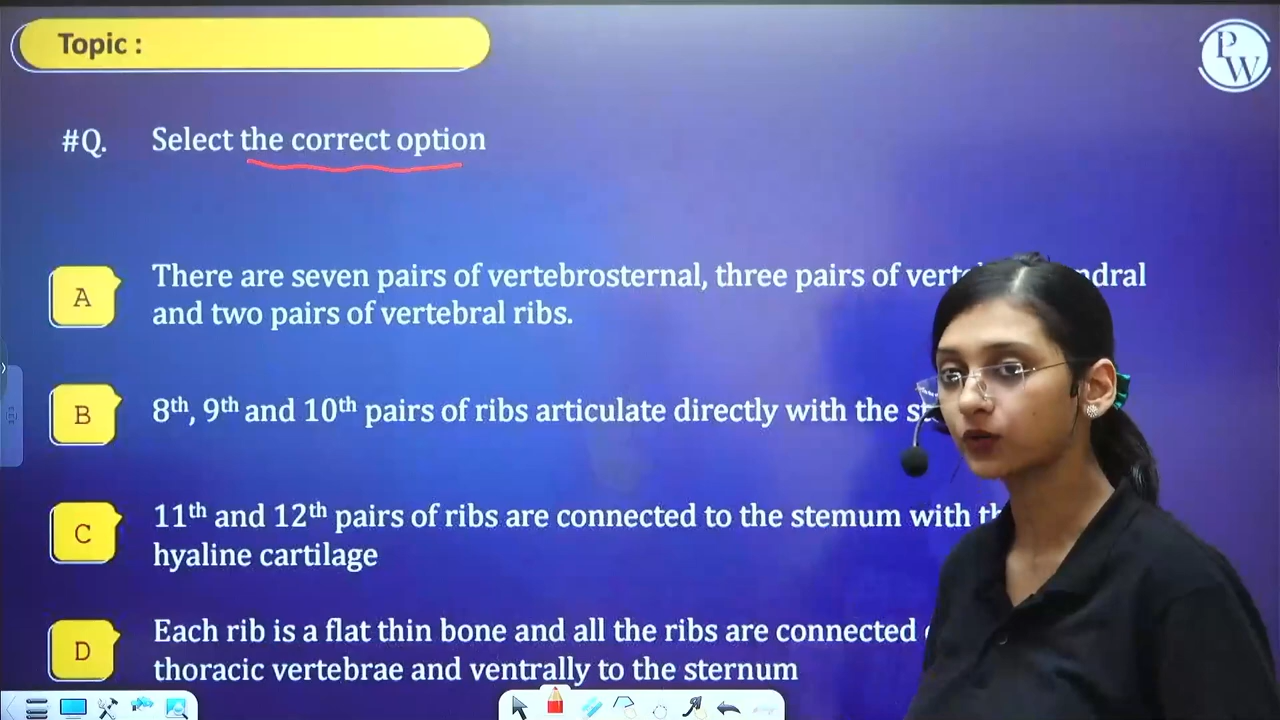 Topic :
PW
#Q. Select the correct option
A There are seven pairs of vertebrosternal, three pairs of
and two pairs of vertebral ribs.
B 8th, 9th and 10th pairs of ribs articulate directly with the
C 11th and 12th pairs of ribs are connected to the stemum with
hyaline cartilage
D Each rib is a flat thin bone and all the ribs are connected
thoracic vertebrae and ventrally to the sternum